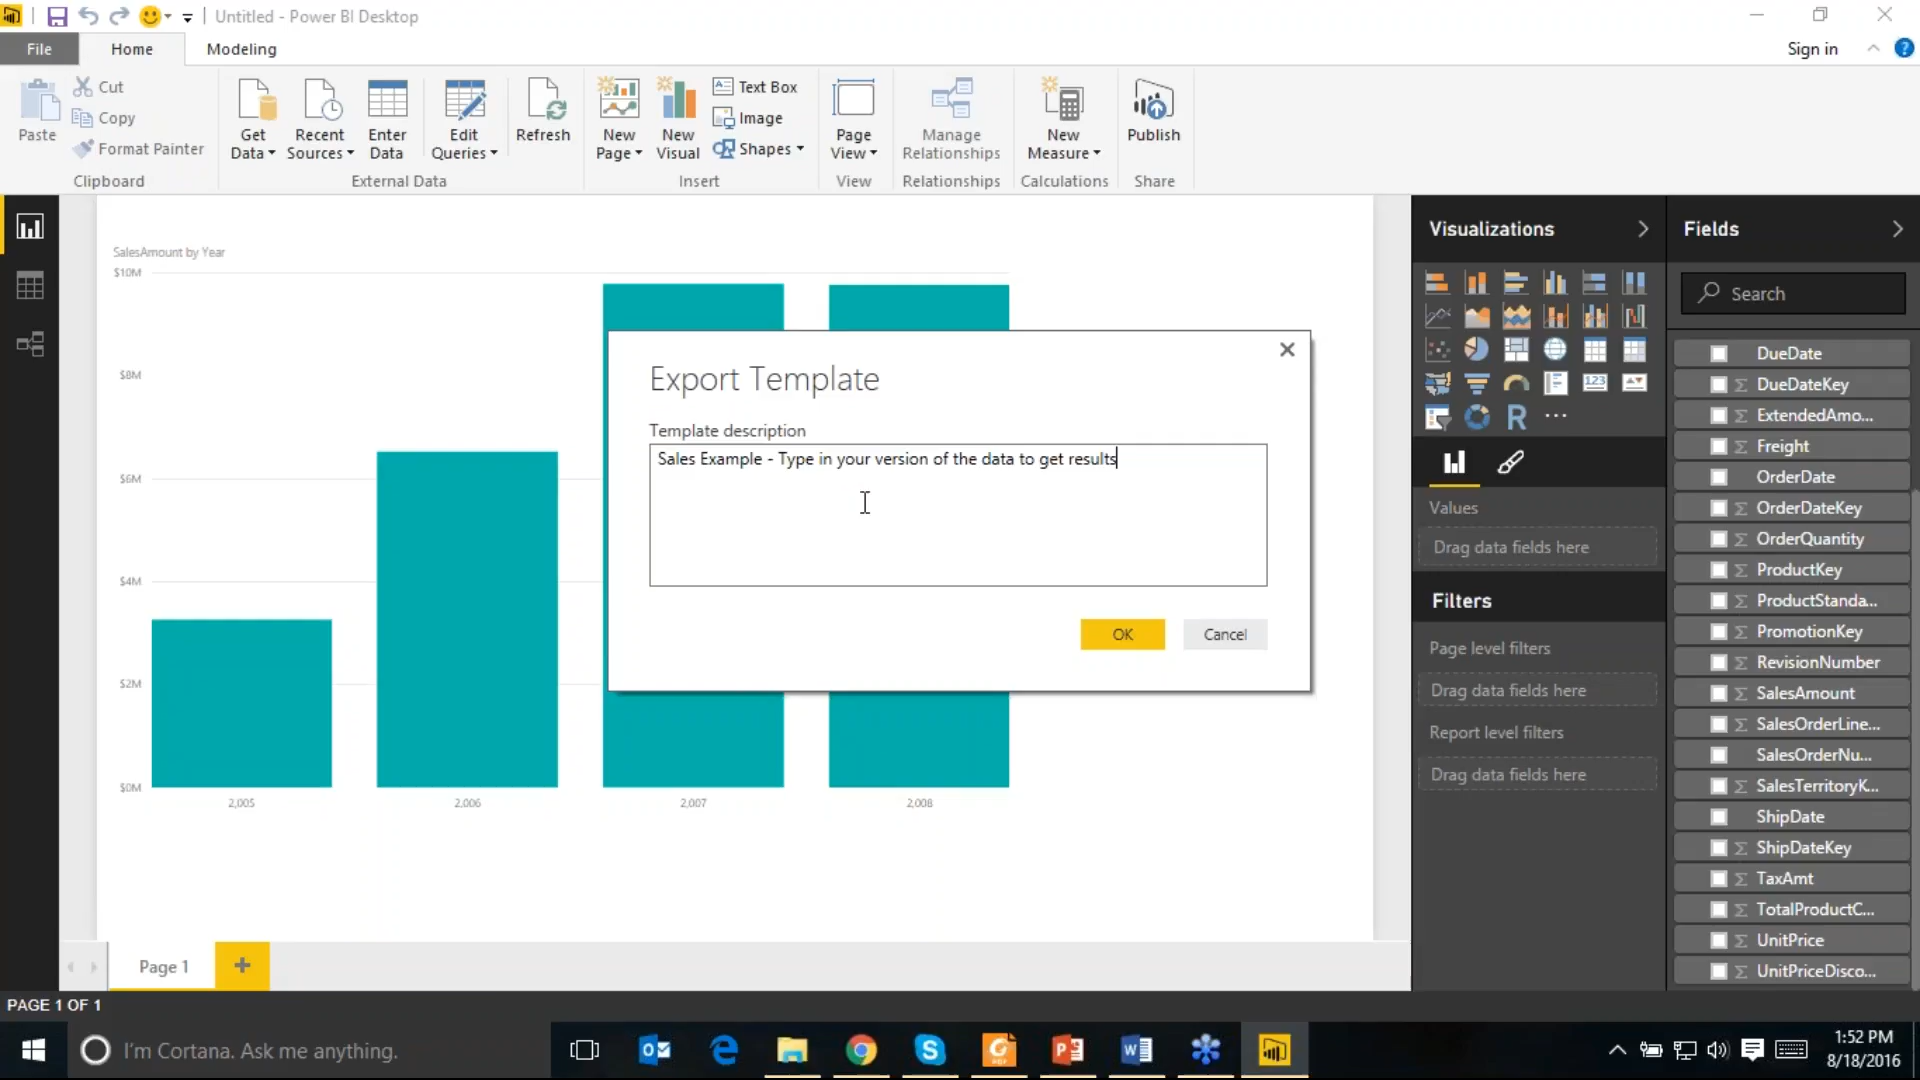 Untitled - Power BI Desktop
File
Home
Modeling
Sign in
Paste
Cut
Copy
Format Painter
Clipboard
Get Data
Recent Sources
Enter Data
Edit Queries
Refresh
External Data
New Page
New Visual
Text Box
Image
Shapes
Insert
Page View
View
Manage Relationships
Relationships
New Measure
Calculations
Publish
Share
SalesAmount by Year
$10M
$8M
$6M
$4M
$2M
$0M
2,005
2,006
2,007
2,008
Export Template
Template description
Sales Example - Type in your version of the data to get results
OK
Cancel
Visualizations
123
R
Values
Drag data fields here
Filters
Page level filters
Drag data fields here
Report level filters
Drag data fields here
Fields
Search
DueDate
DueDateKey
ExtendedAmo...
Freight
OrderDate
OrderDateKey
OrderQuantity
ProductKey
ProductStanda...
PromotionKey
RevisionNumber
SalesAmount
SalesOrderLine...
SalesOrderNu...
SalesTerritoryK...
ShipDate
ShipDateKey
TaxAmt
TotalProductC...
UnitPrice
UnitPriceDisco...
Page 1
PAGE 1 OF 1
I'm Cortana. Ask me anything.
1:52 PM
8/18/2016